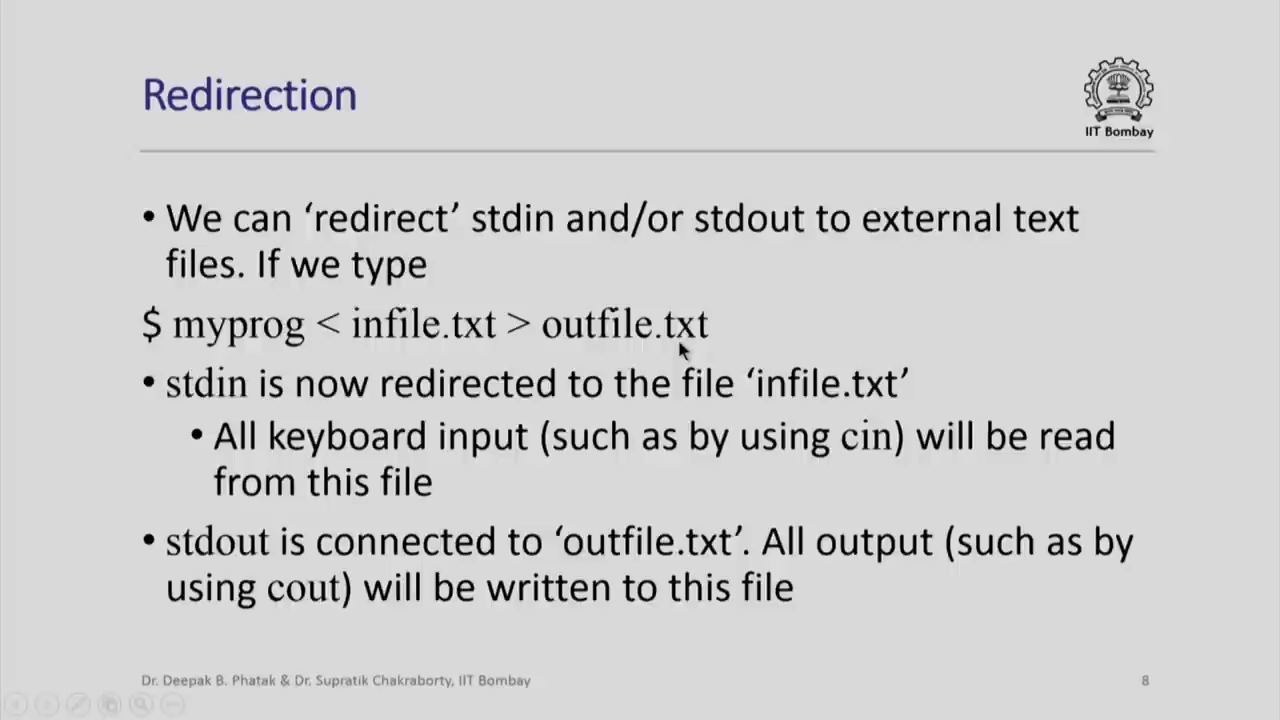 Redirection
IIT Bombay
• We can ‘redirect’ stdin and/or stdout to external text
files. If we type
$ myprog < infile.txt > outfile.txt
• stdin is now redirected to the file ‘infile.txt’
• All keyboard input (such as by using cin) will be read
from this file
• stdout is connected to ‘outfile.txt’. All output (such as by
using cout) will be written to this file
Dr. Deepak B. Phatak & Dr. Supratik Chakraborty, IIT Bombay
8